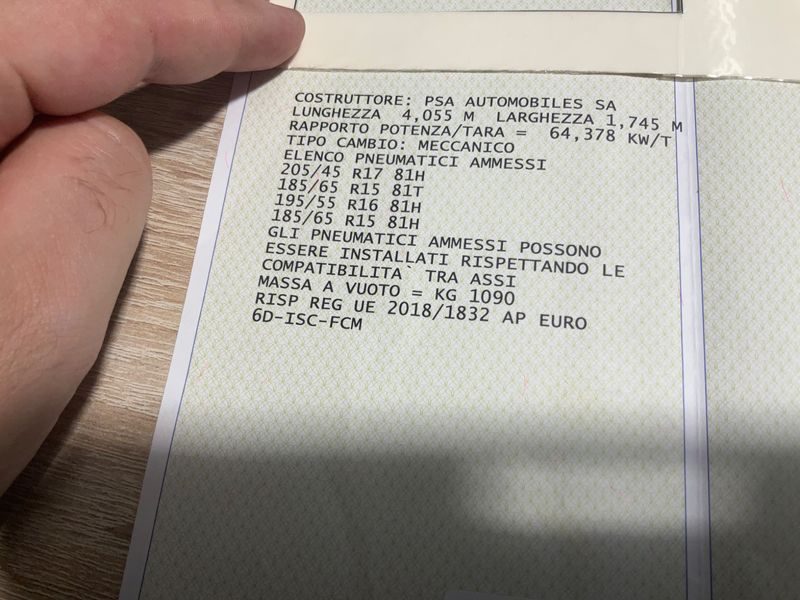 COSTRUTTORE: PSA AUTOMOBILES SA
LUNGHEZZA 4,055 M LARGHEZZA 1,745 M
RAPPORTO POTENZA/TARA = 64,378 KW/T
TIPO CAMBIO: MECCANICO
ELENCO PNEUMATICI AMMESSI
205/45 R17 81H
185/65 R15 81T
195/55 R16 81H
185/65 R15 81H
GLI PNEUMATICI AMMESSI POSSONO
ESSERE INSTALLATI RISPETTANDO LE
COMPATIBILITA` TRA ASSI
MASSA A VUOTO = KG 1090
RISP REG UE 2018/1832 AP EURO
6D-ISC-FCM